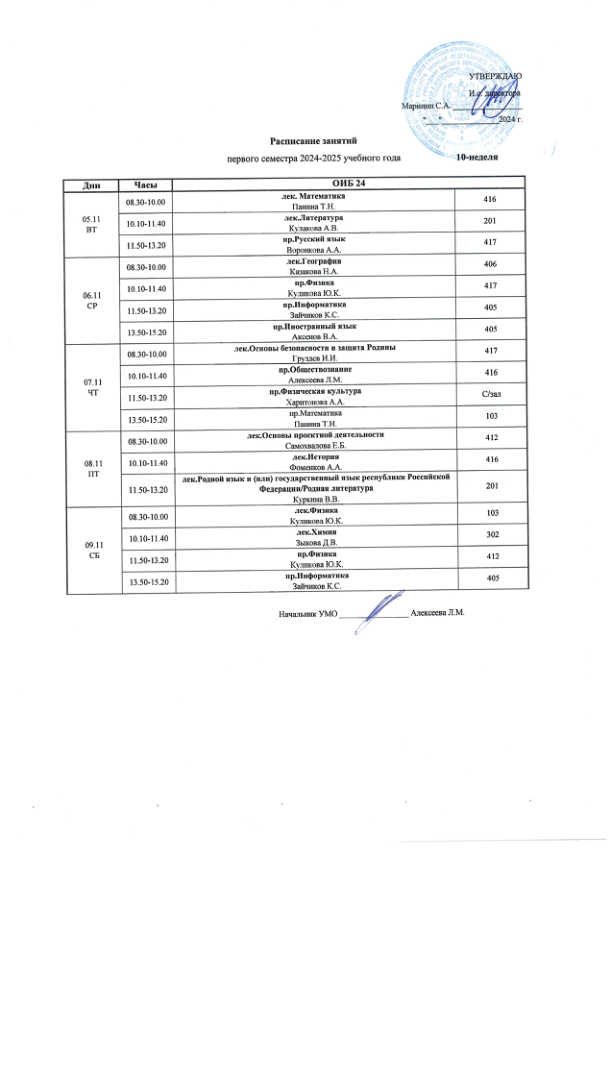 УТВЕРЖДАЮ
И.о. директора
Маринин С.А.
"___"_______________2024 г.
Расписание занятий
первого семестра 2024-2025 учебного года 10-неделя
Дни Часы ОИБ 24
05.11
ВТ
08.30-10.00 лек. Математика 416
Панина Т.Н.
10.10-11.40 лек.Литература 201
Кулакова А.В.
11.50-13.20 пр.Русский язык 417
Воронкова А.А.
06.11
СР
08.30-10.00 лек.География 406
Казакова Н.А.
10.10-11.40 пр.Физика 417
Куликова Ю.К.
11.50-13.20 пр.Информатика 405
Зайчиков К.С.
13.50-15.20 пр.Иностранный язык 405
Аксенов В.А.
07.11
ЧТ
08.30-10.00 лек.Основы безопасности и защита Родины 417
Груздев И.И.
10.10-11.40 пр.Обществознание 416
Алексеева Л.М.
11.50-13.20 пр.Физическая культура С/зал
Харитонова А.А.
13.50-15.20 пр.Математика 103
Панина Т.Н.
08.11
ПТ
08.30-10.00 лек.Основы проектной деятельности 412
Самохвалова Е.Б.
10.10-11.40 лек.История 416
Фоменков А.А.
11.50-13.20 лек.Родной язык и (или) государственный язык республики Российской 201
Федерации/Родная литература
Куркина В.В.
09.11
СБ
08.30-10.00 лек.Физика 103
Куликова Ю.К.
10.10-11.40 лек.Химия 302
Зыкова Д.В.
11.50-13.20 пр.Физика 412
Куликова Ю.К.
13.50-15.20 пр.Информатика 405
Зайчиков К.С.
Начальник УМО _________________ Алексеева Л.М.